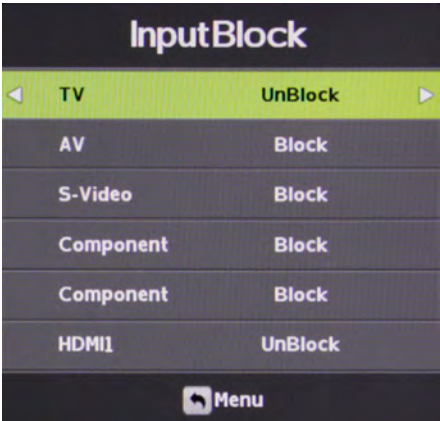 InputBlock
TV UnBlock
AV Block
S-Video Block
Component Block
Component Block
HDMI1 UnBlock
Menu